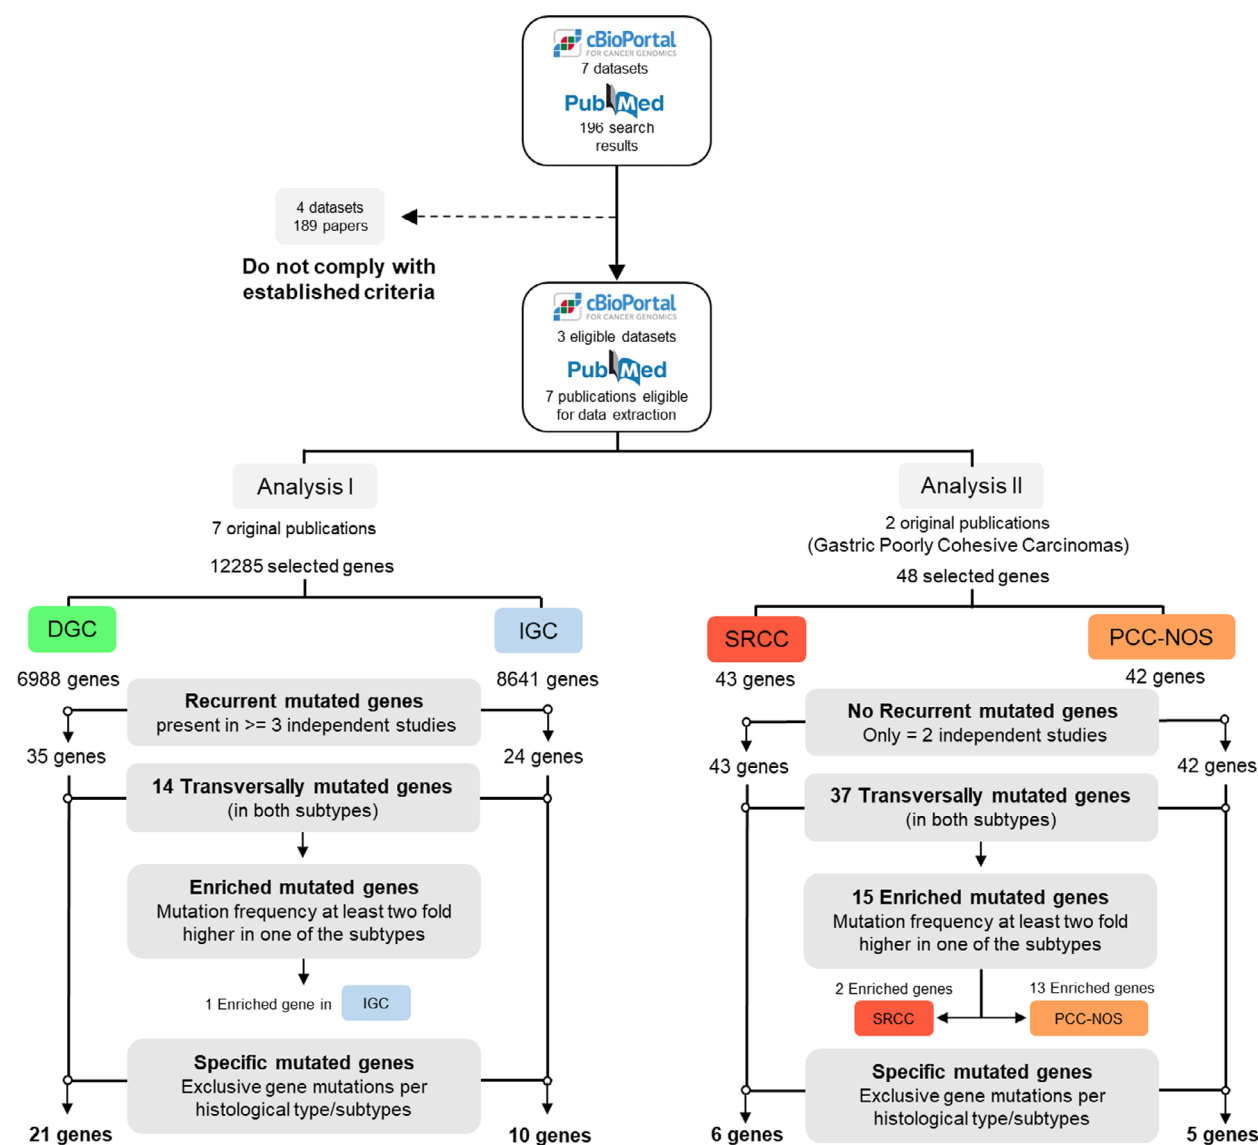 cBioPortal
FOR CANCER GENOMICS
7 datasets
PubMed
196 search
results
4 datasets
189 papers
Do not comply with
established criteria
cBioPortal
FOR CANCER GENOMICS
3 eligible datasets
PubMed
7 publications eligible
for data extraction
Analysis I
7 original publications
12285 selected genes
DGC
IGC
6988 genes
8641 genes
Recurrent mutated genes
present in >= 3 independent studies
35 genes
24 genes
14 Transversally mutated genes
(in both subtypes)
Enriched mutated genes
Mutation frequency at least two fold
higher in one of the subtypes
1 Enriched gene in
IGC
Specific mutated genes
Exclusive gene mutations per
histological type/subtypes
21 genes
10 genes
Analysis II
2 original publications
(Gastric Poorly Cohesive Carcinomas)
48 selected genes
SRCC
PCC-NOS
43 genes
42 genes
No Recurrent mutated genes
Only = 2 independent studies
43 genes
42 genes
37 Transversally mutated genes
(in both subtypes)
15 Enriched mutated genes
Mutation frequency at least two fold
higher in one of the subtypes
2 Enriched genes
13 Enriched genes
SRCC
PCC-NOS
Specific mutated genes
Exclusive gene mutations per
histological type/subtypes
6 genes
5 genes